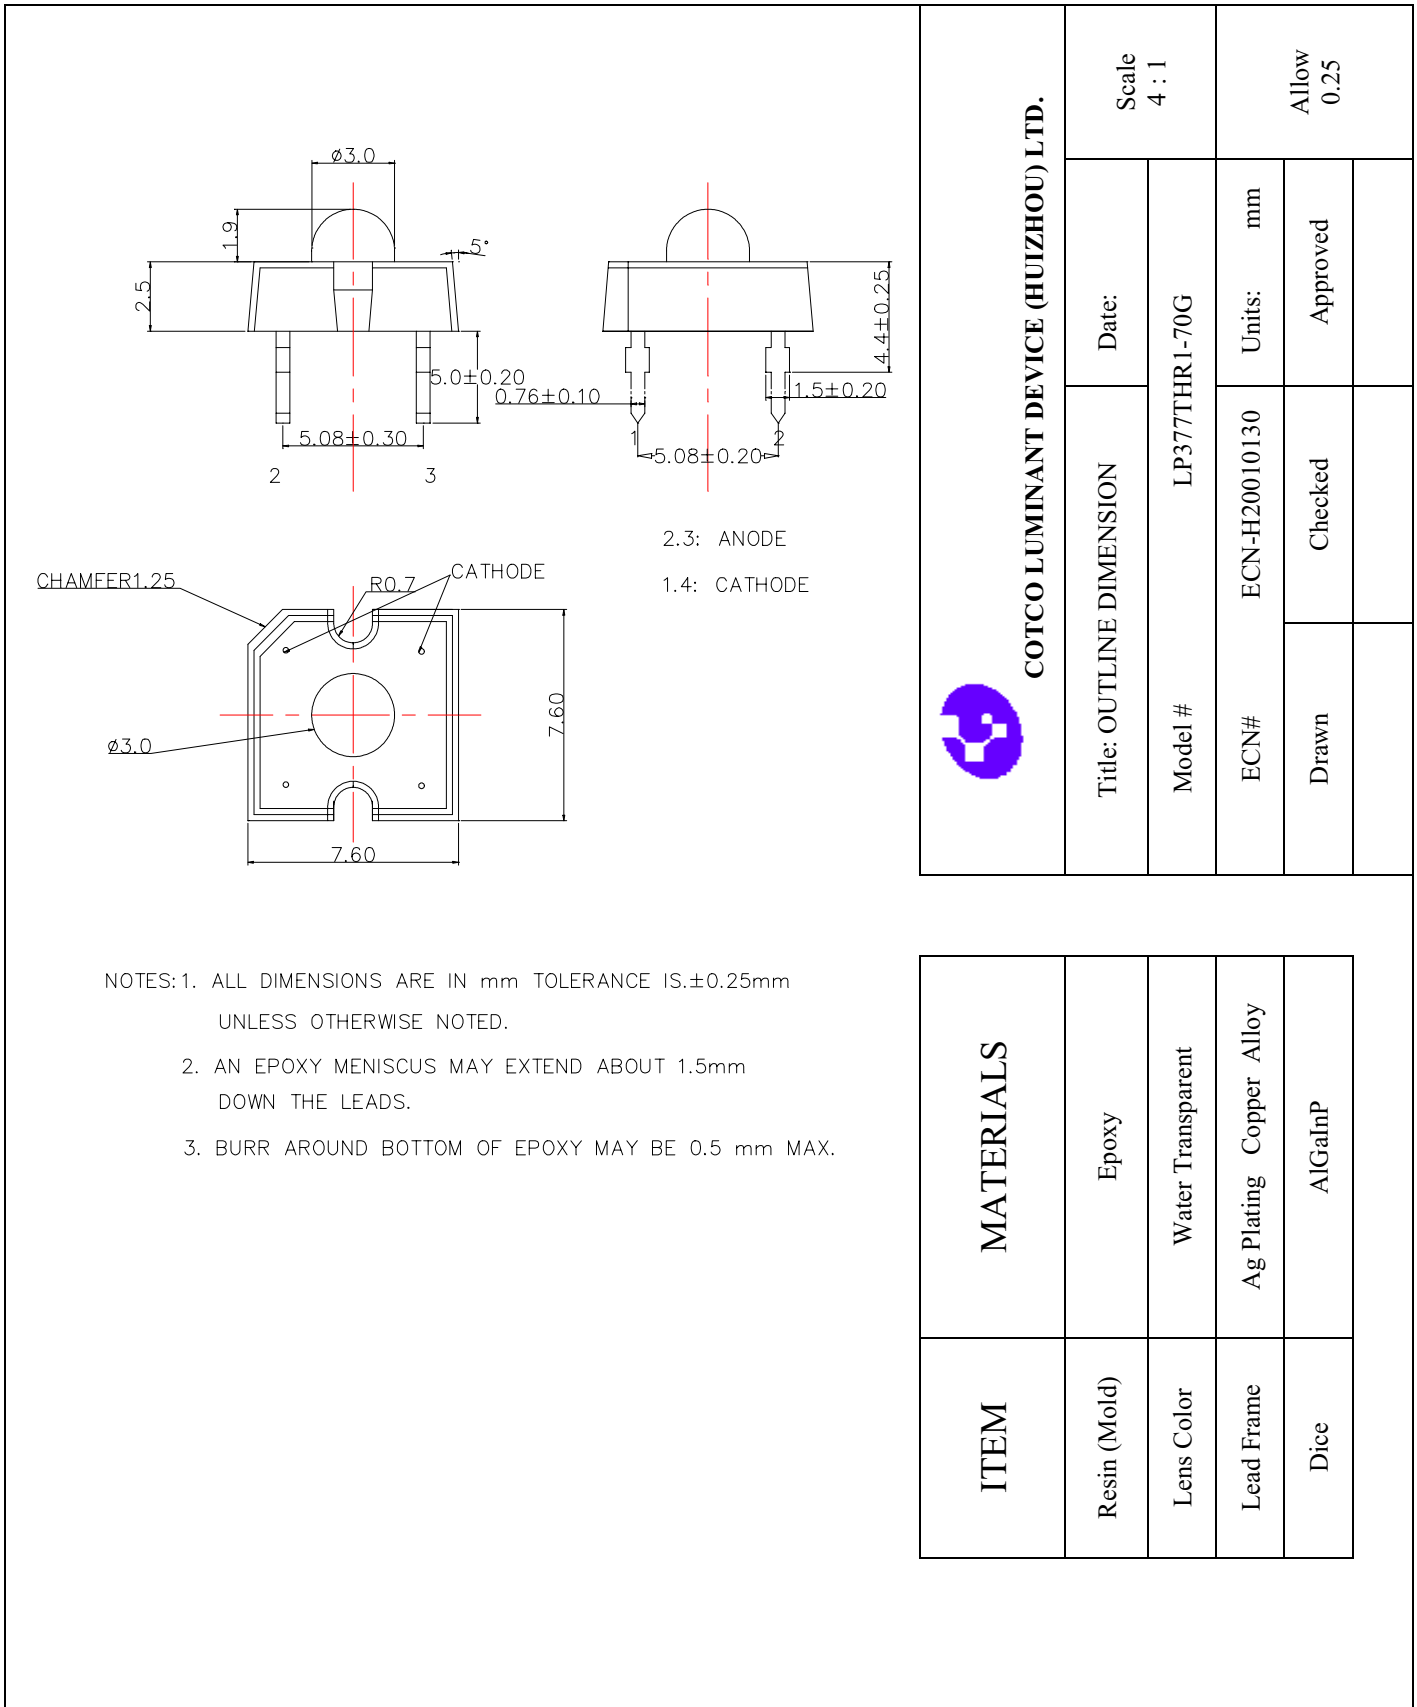 ø3.0
1.9
5°
2.5
5.0±0.20
5.08±0.30
2
3
4.4±0.25
0.76±0.10
1.5±0.20
1
2
5.08±0.20
2.3: ANODE
1.4: CATHODE
CHAMFER1.25
R0.7
CATHODE
ø3.0
7.60
7.60
NOTES:1. ALL DIMENSIONS ARE IN mm TOLERANCE IS.±0.25mm
UNLESS OTHERWISE NOTED.
2. AN EPOXY MENISCUS MAY EXTEND ABOUT 1.5mm
DOWN THE LEADS.
3. BURR AROUND BOTTOM OF EPOXY MAY BE 0.5 mm MAX.
COTCO LUMINANT DEVICE (HUIZHOU) LTD.
Title: OUTLINE DIMENSION
Date:
Scale
4 : 1
Model # LP377THR1-70G
ECN# ECN-H20010130
Units: mm
Allow
0.25
Drawn
Checked
Approved
ITEM
MATERIALS
Resin (Mold)
Epoxy
Lens Color
Water Transparent
Lead Frame
Ag Plating Copper Alloy
Dice
AlGaInP